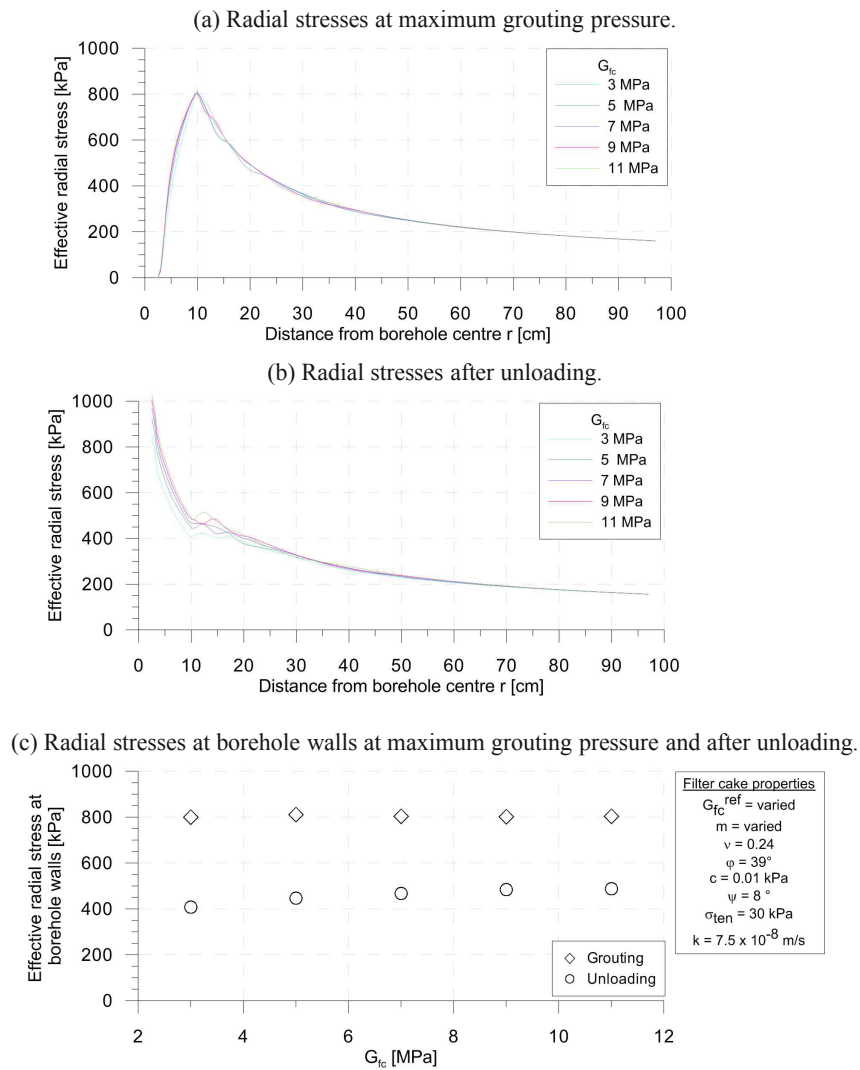 (a) Radial stresses at maximum grouting pressure.
1000
800
600
400
200
0
Effective radial stress [kPa]
G_fc
3 MPa
5 MPa
7 MPa
9 MPa
11 MPa
0 10 20 30 40 50 60 70 80 90 100
Distance from borehole centre r [cm]
(b) Radial stresses after unloading.
1000
800
600
400
200
0
Effective radial stress [kPa]
G_fc
3 MPa
5 MPa
7 MPa
9 MPa
11 MPa
0 10 20 30 40 50 60 70 80 90 100
Distance from borehole centre r [cm]
(c) Radial stresses at borehole walls at maximum grouting pressure and after unloading.
1000
800
600
400
200
0
Effective radial stress at
borehole walls [kPa]
Grouting
Unloading
2 4 6 8 10 12
G_fc [MPa]
Filter cake properties
G_fc^ref = varied
m = varied
ν = 0.24
φ = 39°
c = 0.01 kPa
ψ = 8 °
σ_ten = 30 kPa
k = 7.5 x 10^-8 m/s